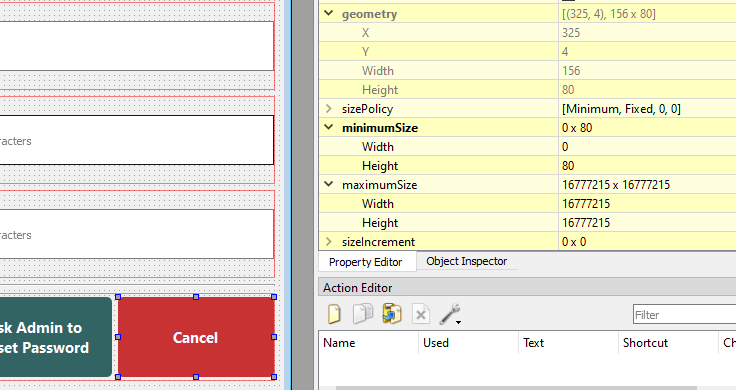 geometry [(325, 4), 156 x 80]
X 325
Y 4
Width 156
Height 80
sizePolicy [Minimum, Fixed, 0, 0]
minimumSize 0 x 80
Width 0
Height 80
maximumSize 16777215 x 16777215
Width 16777215
Height 16777215
sizeIncrement 0 x 0
Property Editor Object Inspector
Action Editor
Filter
Name Used Text Shortcut Ch
racters
racters
sk Admin to
set Password
Cancel